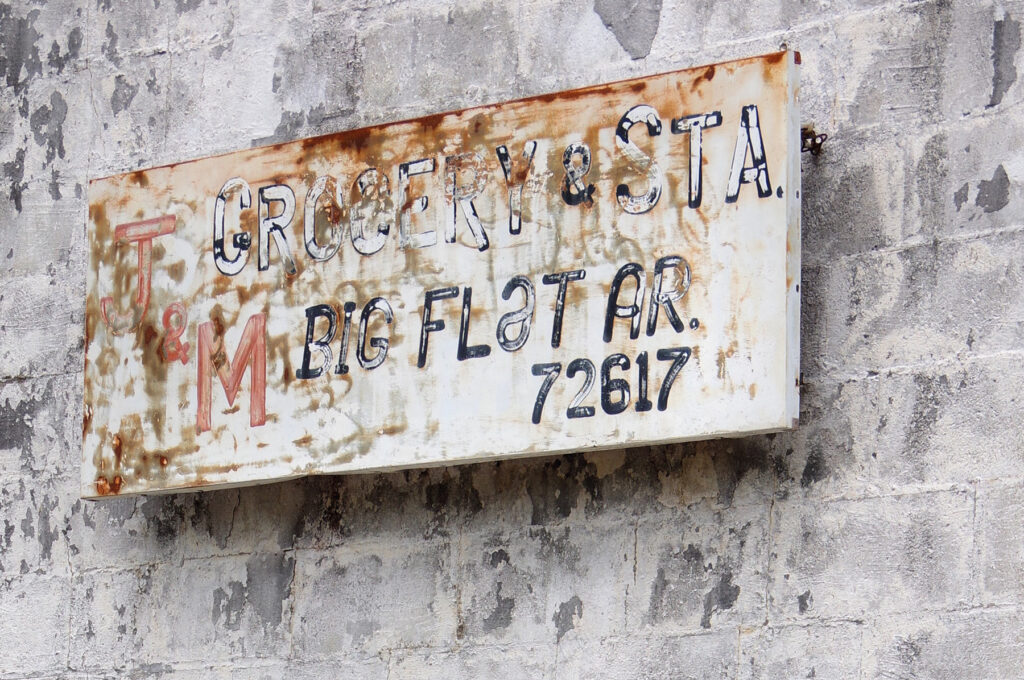 J & M
GROCERY & STA.
BIG FLaT AR.
72617